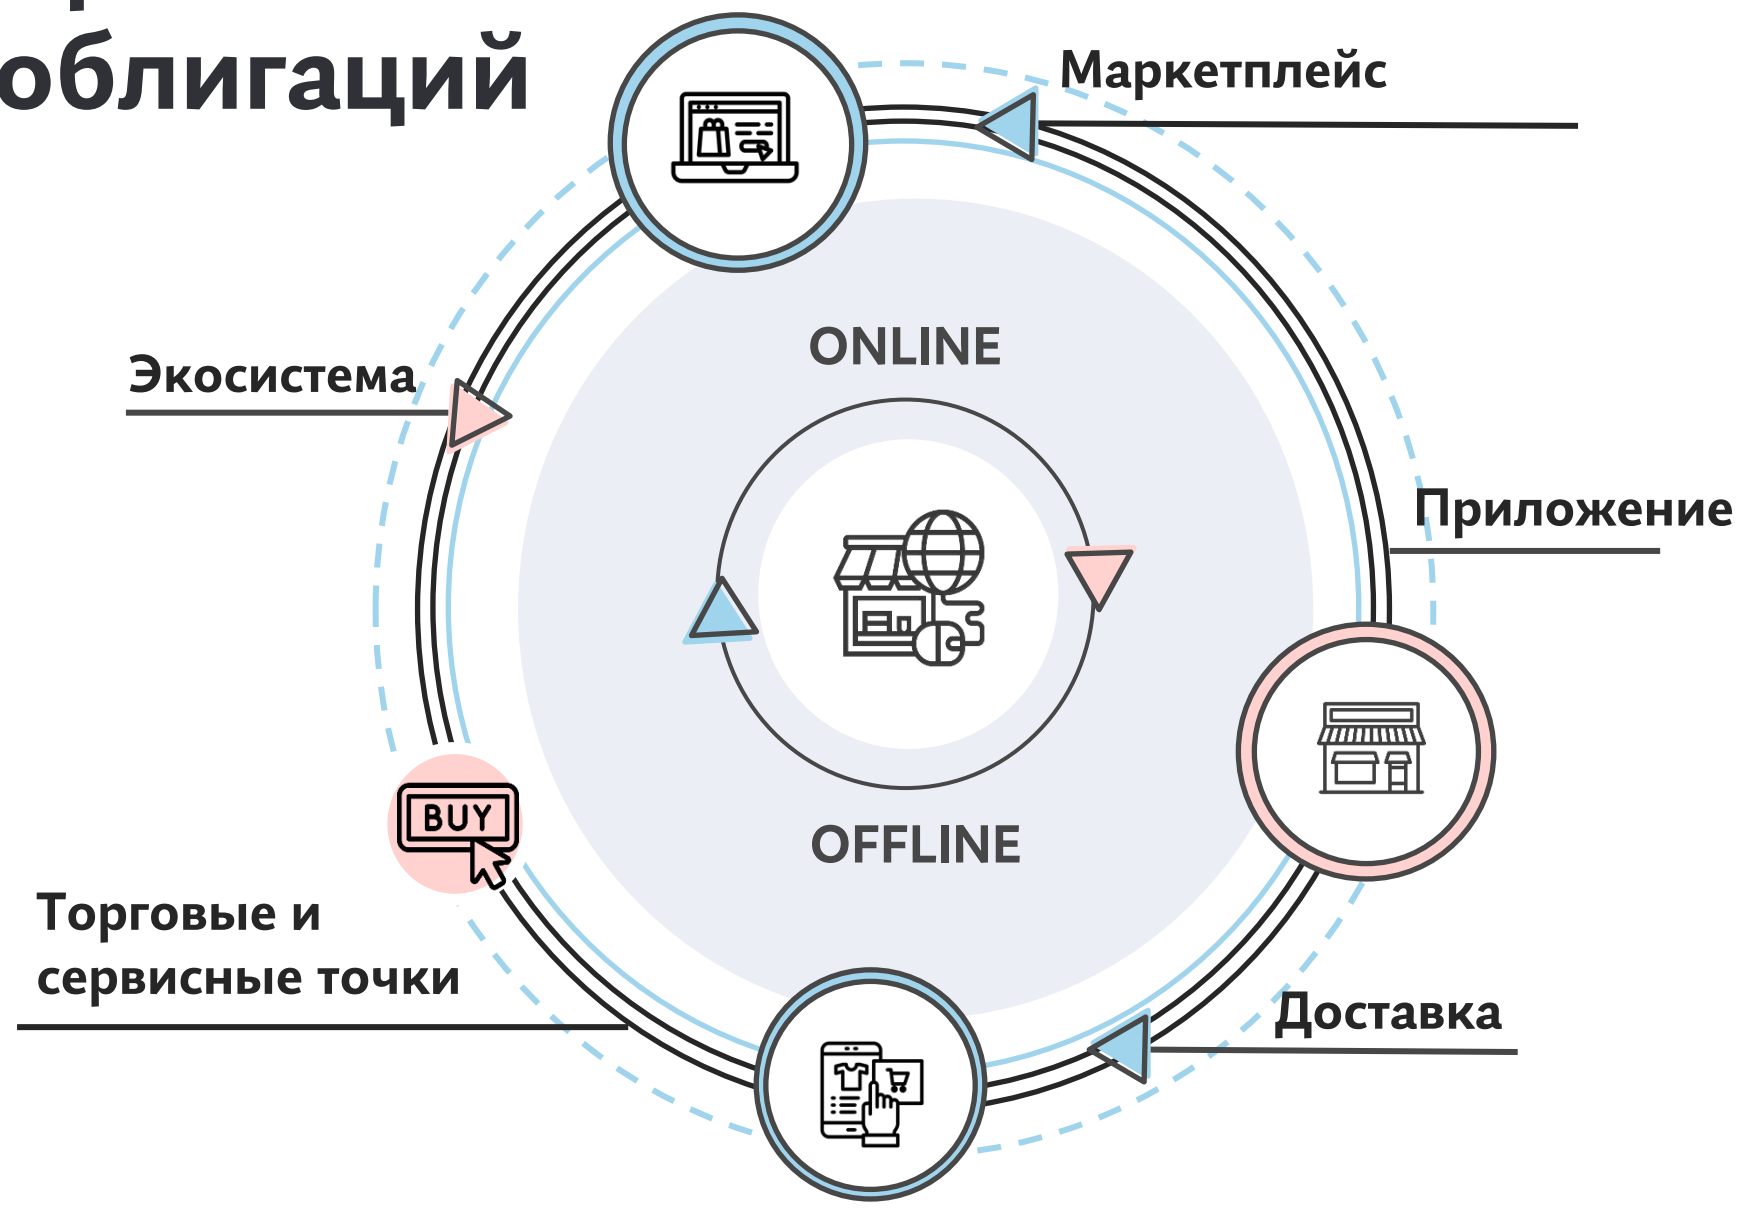 облигаций
Маркетплейс
ONLINE
Экосистема
Приложение
BUY
OFFLINE
Торговые и
сервисные точки
Доставка